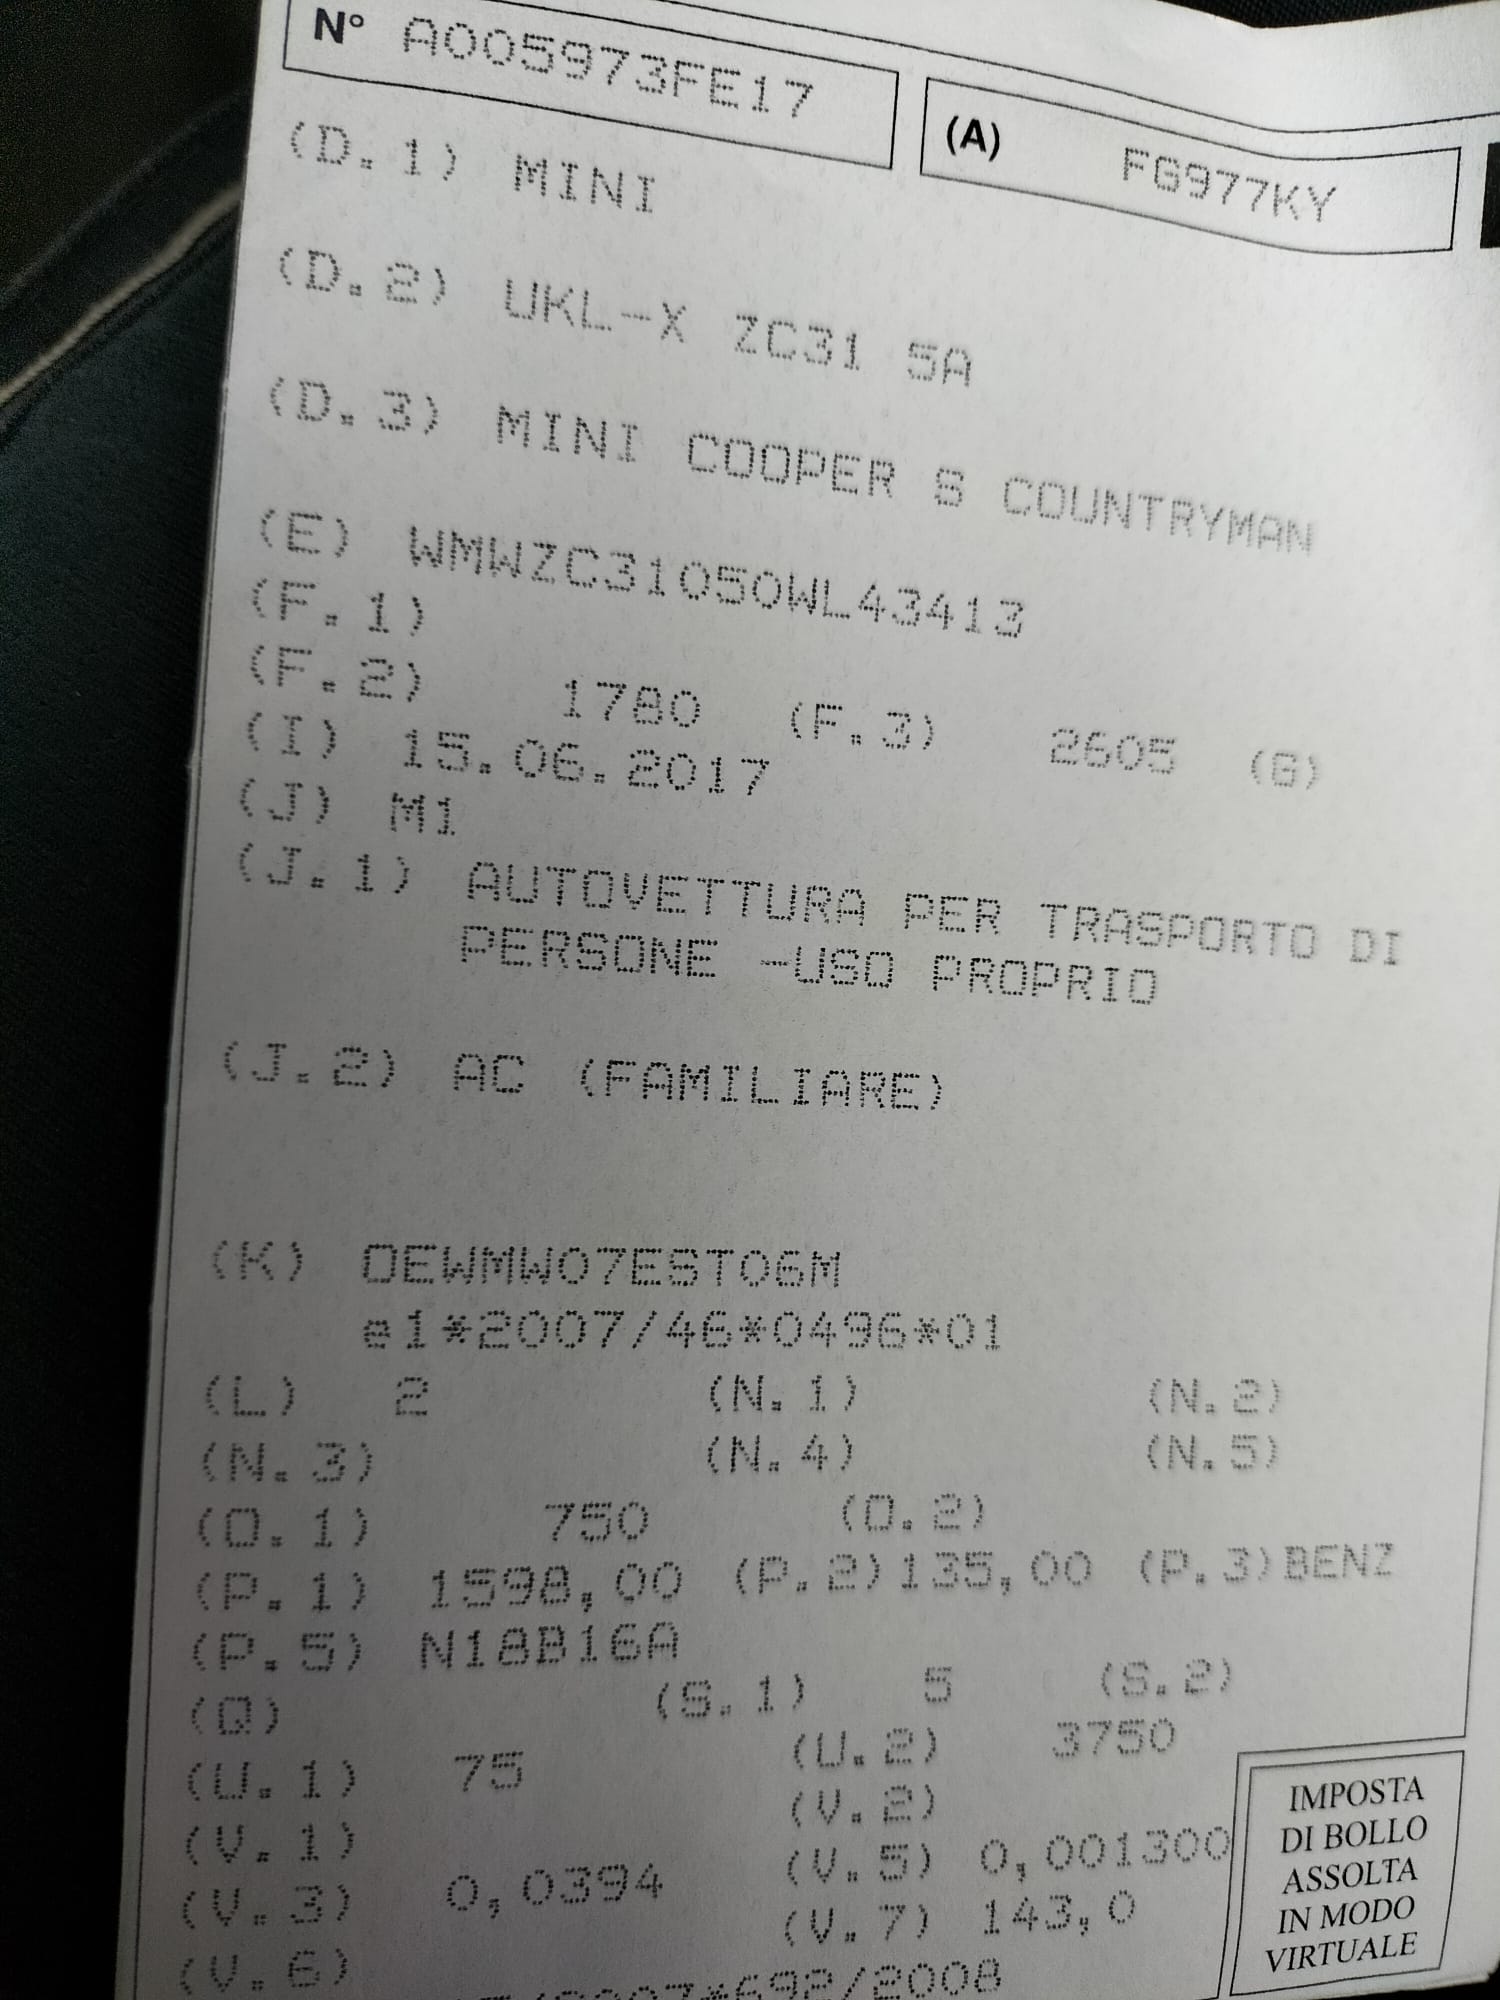 N° A005973FE17
(A) FG977KY
(D.1) MINI
(D.2) UKL-X ZC31 5A
(D.3) MINI COOPER S COUNTRYMAN
(E) WMWZC31050WL43413
(F.1)
(F.2) 1780 (F.3) 2605 (G)
(I) 15.06.2017
(J) M1
(J.1) AUTOVETTURA PER TRASPORTO DI
PERSONE -USO PROPRIO
(J.2) AC (FAMILIARE)
(K) OEWMW07EST06M
e1*2007/46*0496*01
(L) 2 (N.1) (N.2)
(N.3) (N.4) (N.5)
(O.1) 750 (O.2)
(P.1) 1598,00 (P.2)135,00 (P.3)BENZ
(P.5) N18B16A
(Q) (S.1) 5 (S.2)
(U.1) 75 (U.2) 3750
(V.1) (V.2)
(V.3) 0,0394 (V.5) 0,001300
(V.6) (V.7) 143,0
692/2008
IMPOSTA
DI BOLLO
ASSOLTA
IN MODO
VIRTUALE